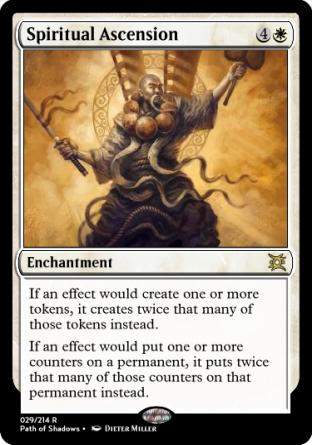 Spiritual Ascension 4
Enchantment
If an effect would create one or more
tokens, it creates twice that many of
those tokens instead.
If an effect would put one or more
counters on a permanent, it puts twice
that many of those counters on that
permanent instead.
029/214 R
Path of Shadows • Dieter Miller